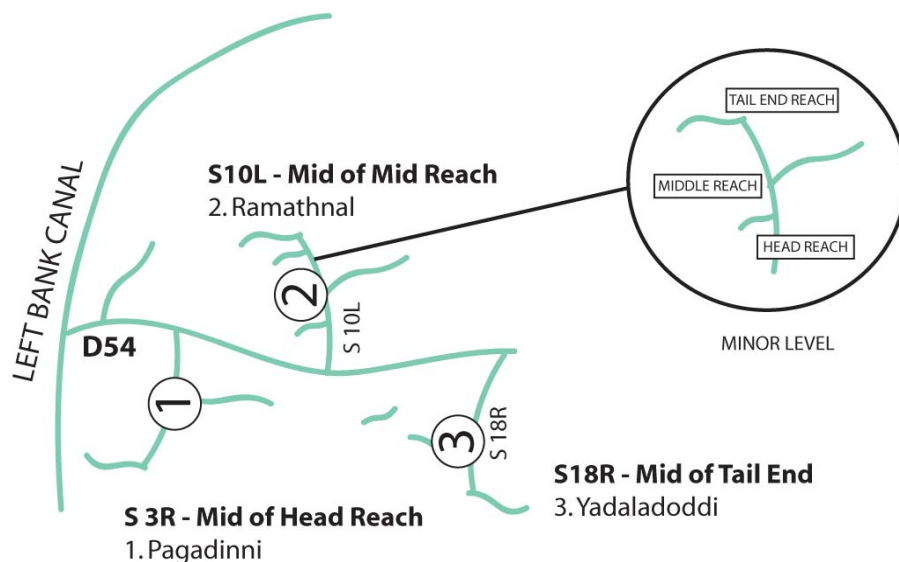 LEFT BANK CANAL
D54
S10L - Mid of Mid Reach
2. Ramathnal
2
S 10L
TAIL END REACH
MIDDLE REACH
HEAD REACH
MINOR LEVEL
1
S 3R - Mid of Head Reach
1. Pagadinni
3
S 18R
S18R - Mid of Tail End
3. Yadaladoddi